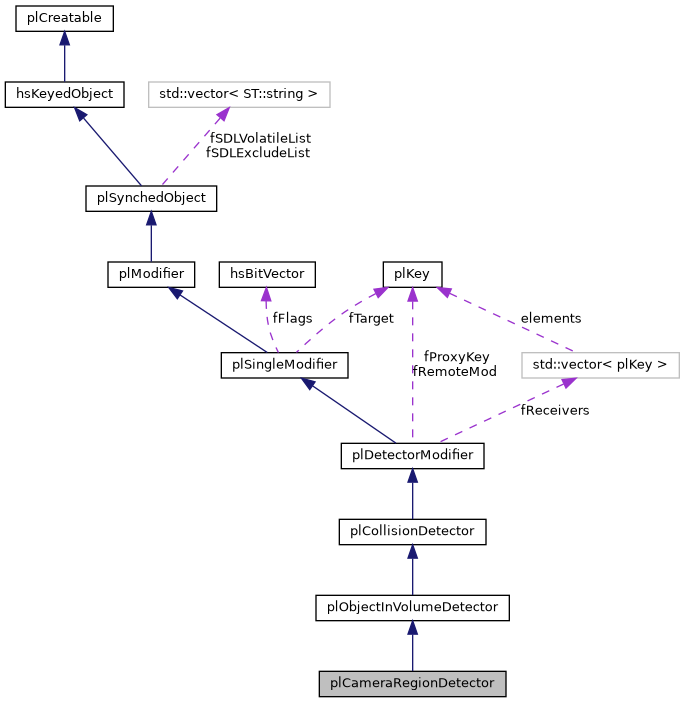 plCreatable
hsKeyedObject
std::vector< ST::string >
fSDLVolatileList
fSDLExcludeList
plSynchedObject
plModifier
hsBitVector
plKey
fFlags
fTarget
elements
fProxyKey
fRemoteMod
plSingleModifier
std::vector< plKey >
fReceivers
plDetectorModifier
plCollisionDetector
plObjectInVolumeDetector
plCameraRegionDetector